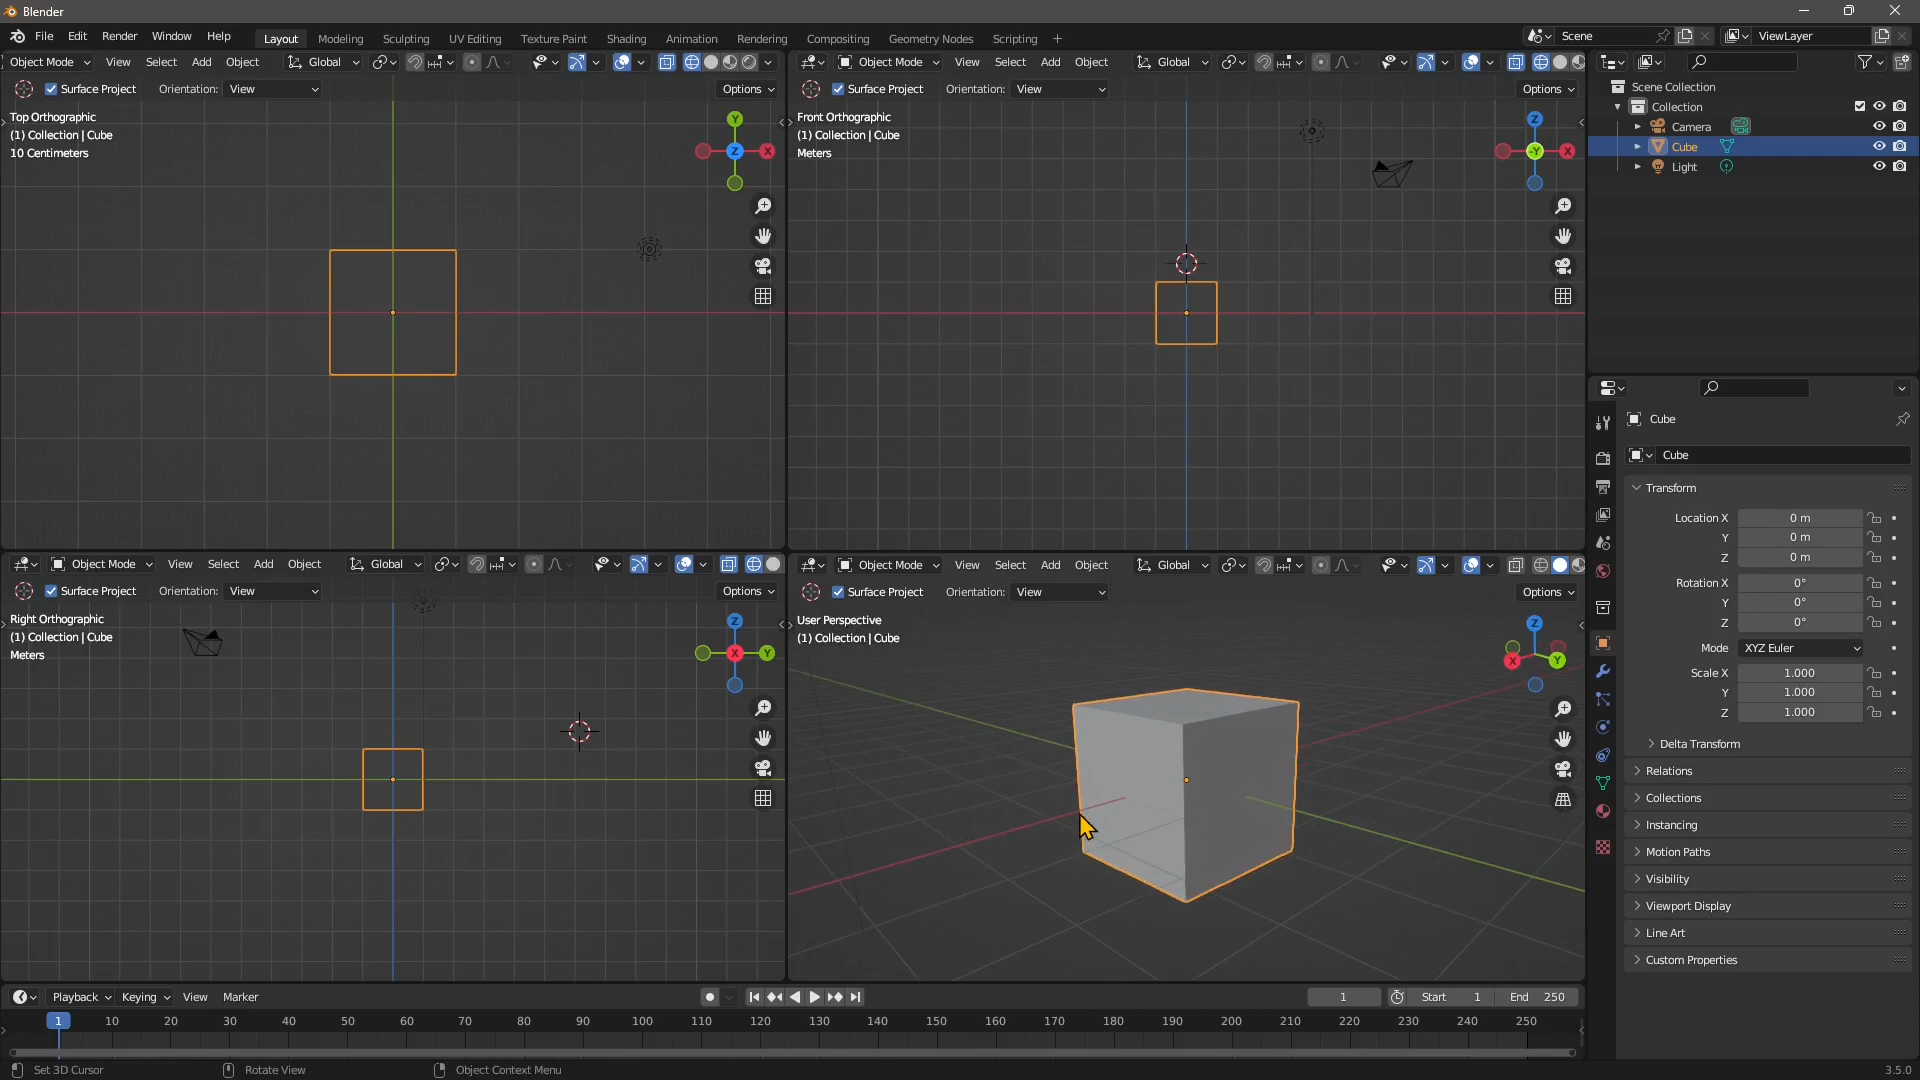 Blender
File Edit Render Window Help Layout Modeling Sculpting UV Editing Texture Paint Shading Animation Rendering Compositing Geometry Nodes Scripting + Scene ViewLayer
Object Mode View Select Add Object Global
Surface Project Orientation: View Options
Top Orthographic
(1) Collection | Cube
10 Centimeters
Y
Z X
Object Mode View Select Add Object Global
Surface Project Orientation: View Options
Front Orthographic
(1) Collection | Cube
Meters
Z
-Y X
Scene Collection
Collection
Camera
Cube
Light
Object Mode View Select Add Object Global
Surface Project Orientation: View Options
Right Orthographic
(1) Collection | Cube
Meters
Z
X Y
Object Mode View Select Add Object Global
Surface Project Orientation: View Options
User Perspective
(1) Collection | Cube
Z
X Y
Cube
Cube
Transform
Location X 0 m
Y 0 m
Z 0 m
Rotation X 0°
Y 0°
Z 0°
Mode XYZ Euler
Scale X 1.000
Y 1.000
Z 1.000
Delta Transform
Relations
Collections
Instancing
Motion Paths
Visibility
Viewport Display
Line Art
Custom Properties
Playback Keying View Marker 1 Start 1 End 250
1 10 20 30 40 50 60 70 80 90 100 110 120 130 140 150 160 170 180 190 200 210 220 230 240 250
Set 3D Cursor Rotate View Object Context Menu 3.5.0